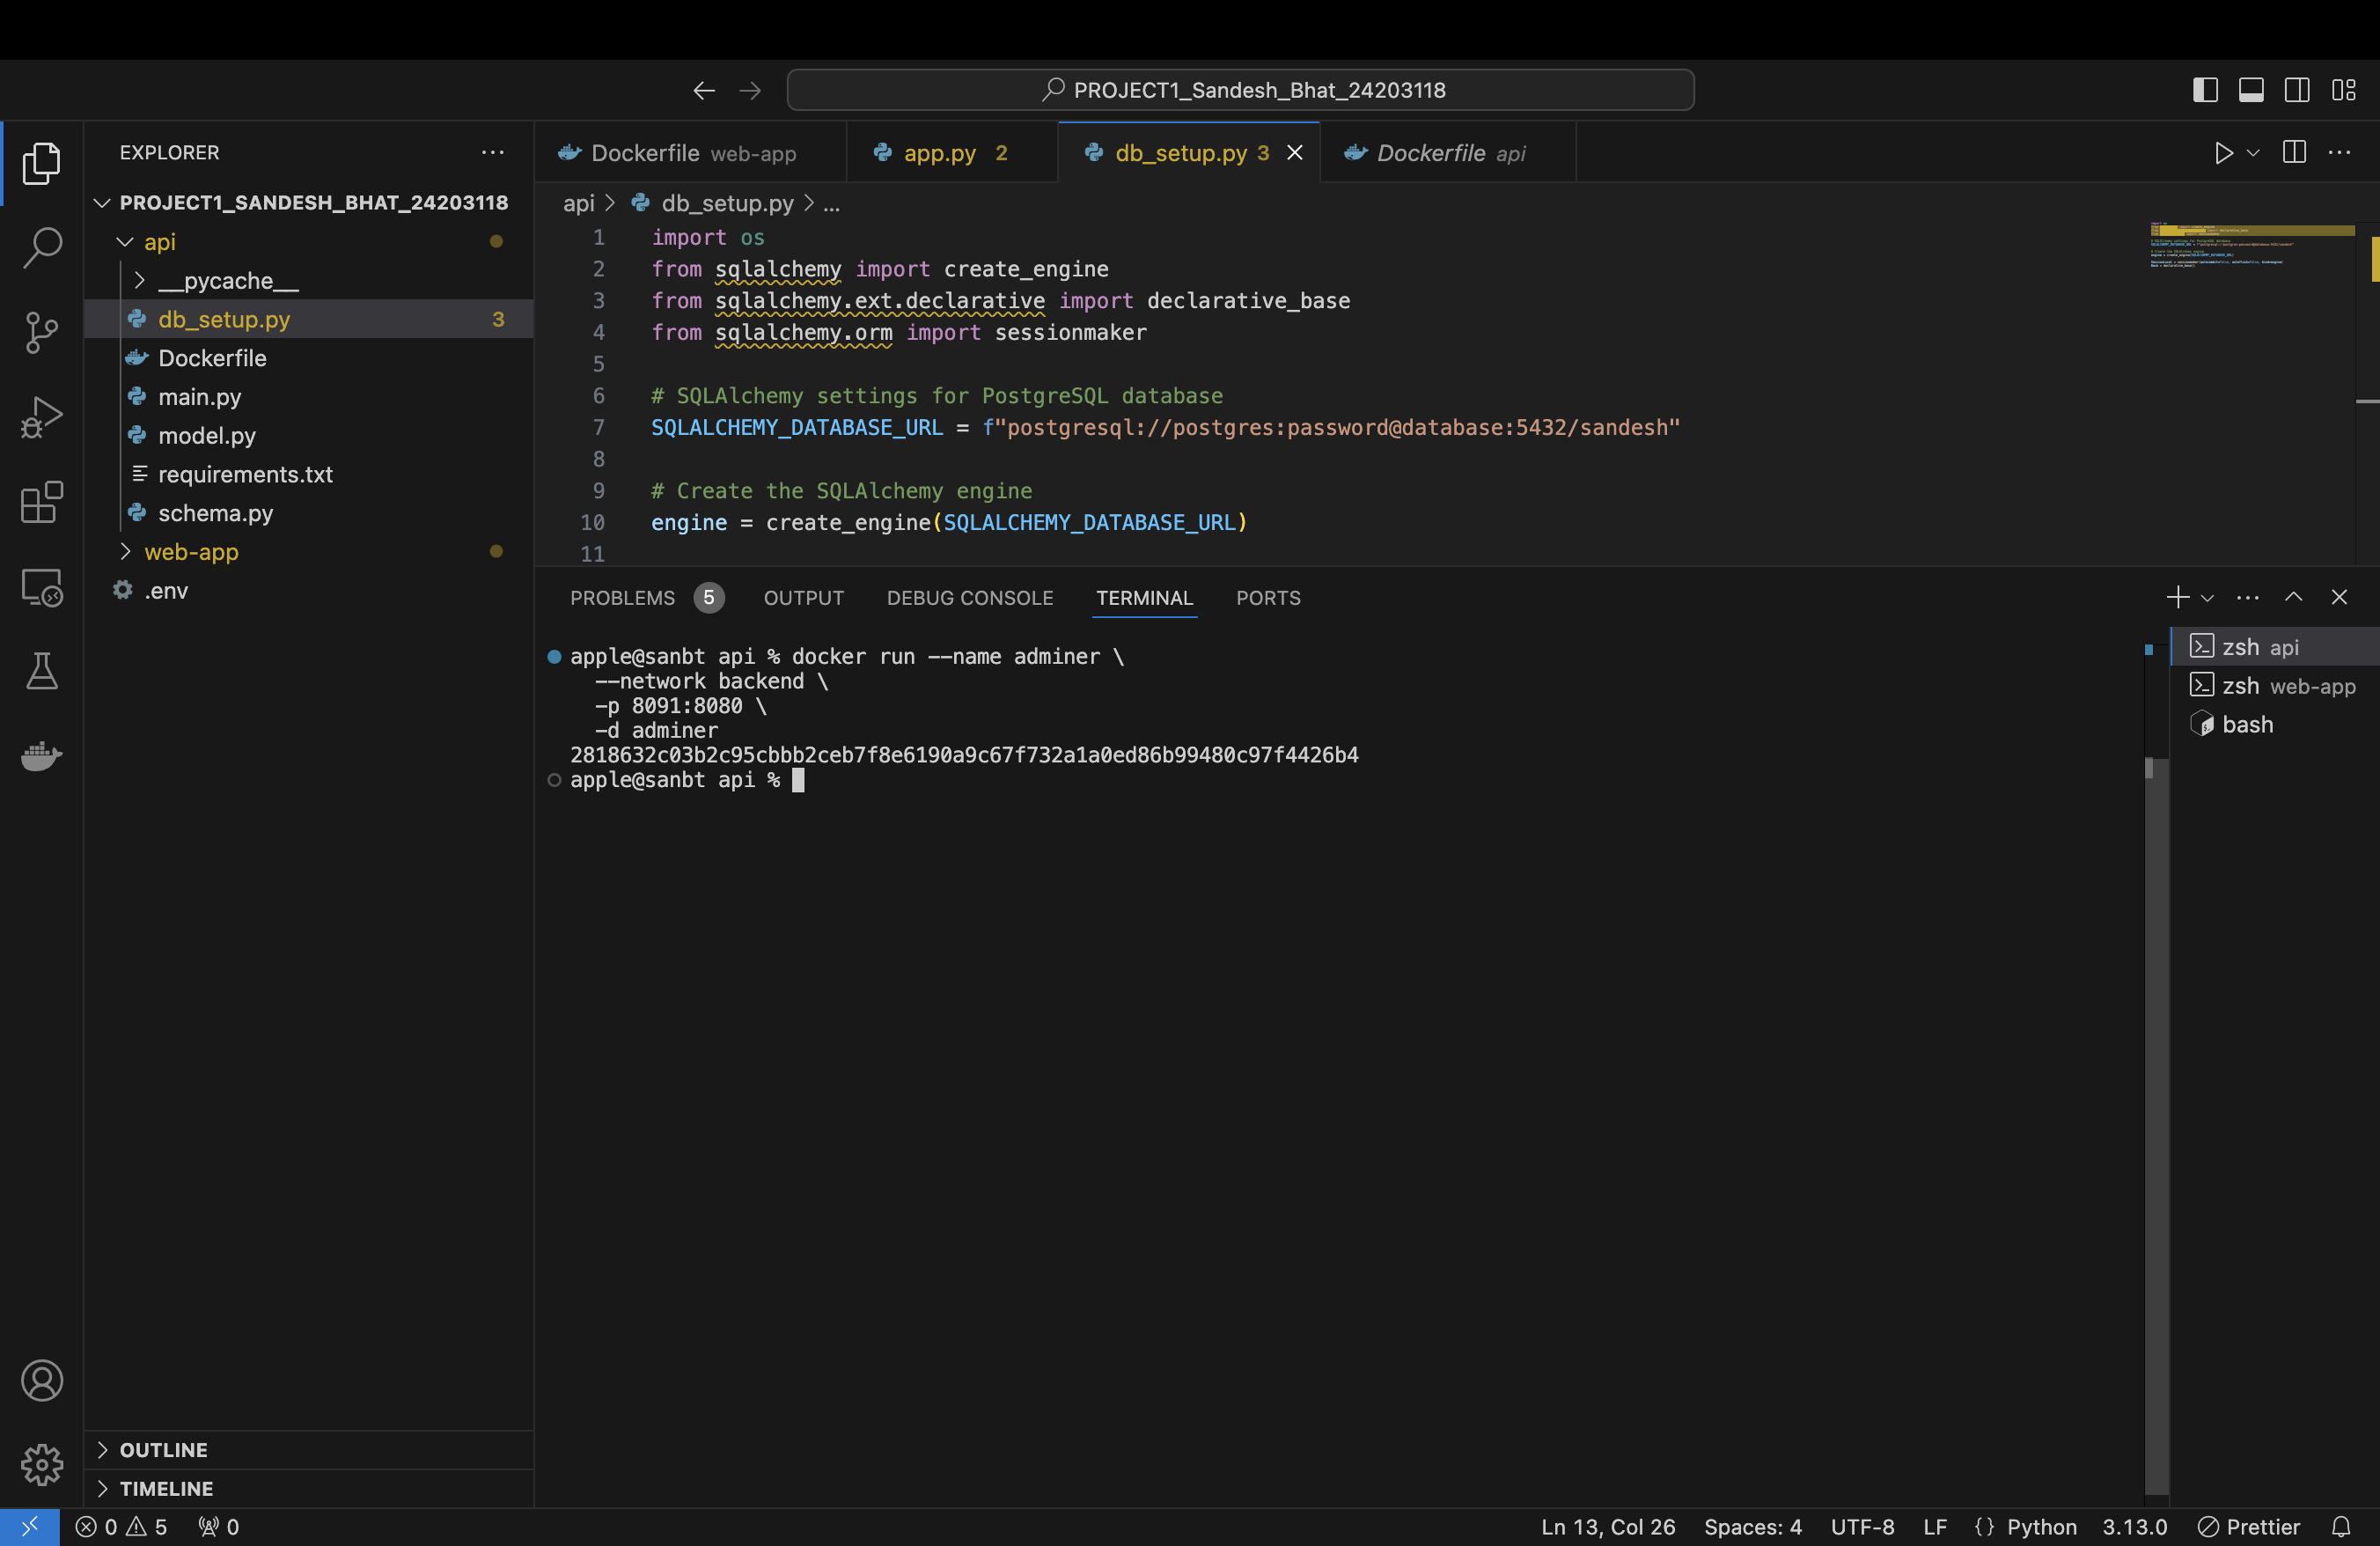 PROJECT1_Sandesh_Bhat_24203118
EXPLORER
PROJECT1_SANDESH_BHAT_24203118
api
__pycache__
db_setup.py 3
Dockerfile
main.py
model.py
requirements.txt
schema.py
web-app
.env
OUTLINE
TIMELINE
Dockerfile web-app
app.py 2
db_setup.py 3
Dockerfile api
api > db_setup.py > ...
1 import os
2 from sqlalchemy import create_engine
3 from sqlalchemy.ext.declarative import declarative_base
4 from sqlalchemy.orm import sessionmaker
5
6 # SQLAlchemy settings for PostgreSQL database
7 SQLALCHEMY_DATABASE_URL = f"postgresql://postgres:password@database:5432/sandesh"
8
9 # Create the SQLAlchemy engine
10 engine = create_engine(SQLALCHEMY_DATABASE_URL)
11
PROBLEMS 5 OUTPUT DEBUG CONSOLE TERMINAL PORTS
apple@sanbt api % docker run --name adminer \
--network backend \
-p 8091:8080 \
-d adminer
2818632c03b2c95cbbb2ceb7f8e6190a9c67f732a1a0ed86b99480c97f4426b4
apple@sanbt api %
zsh api
zsh web-app
bash
0 5 0
Ln 13, Col 26 Spaces: 4 UTF-8 LF {} Python 3.13.0 Prettier